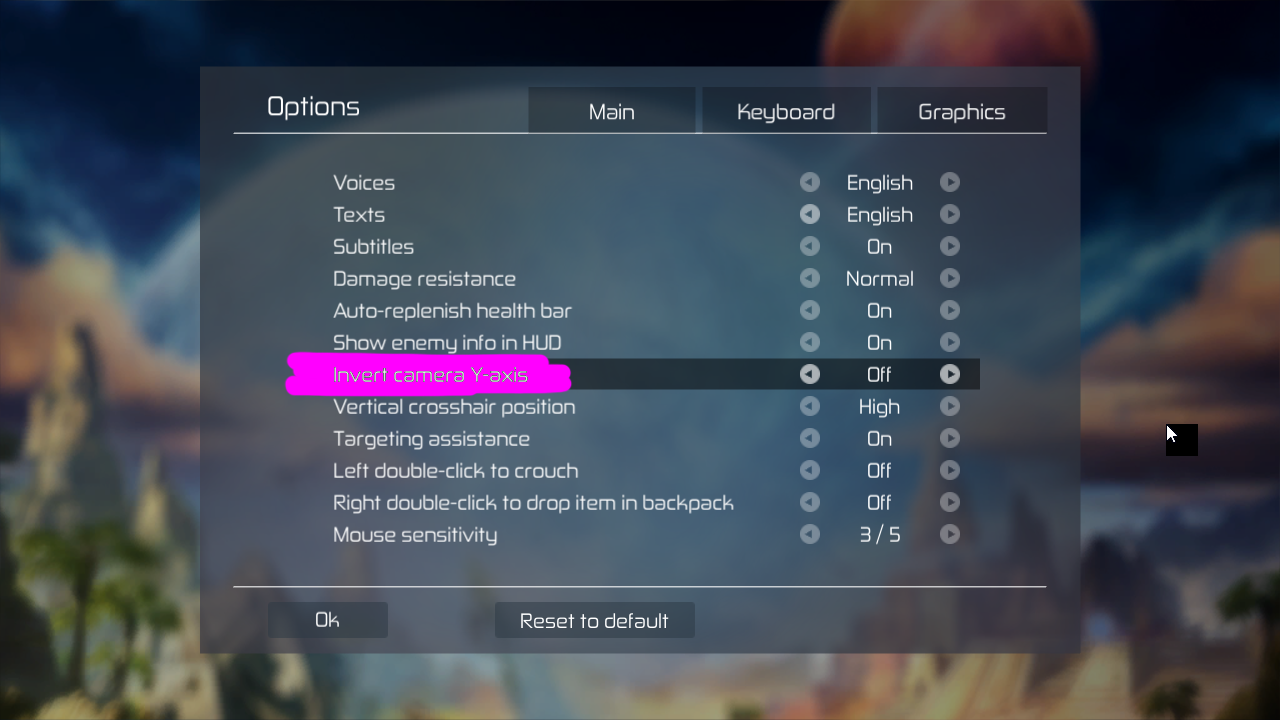 Options Main Keyboard Graphics
Voices English
Texts English
Subtitles On
Damage resistance Normal
Auto-replenish health bar On
Show enemy info in HUD On
Invert camera Y-axis Off
Vertical crosshair position High
Targeting assistance On
Left double-click to crouch Off
Right double-click to drop item in backpack Off
Mouse sensitivity 3 / 5
Ok Reset to default